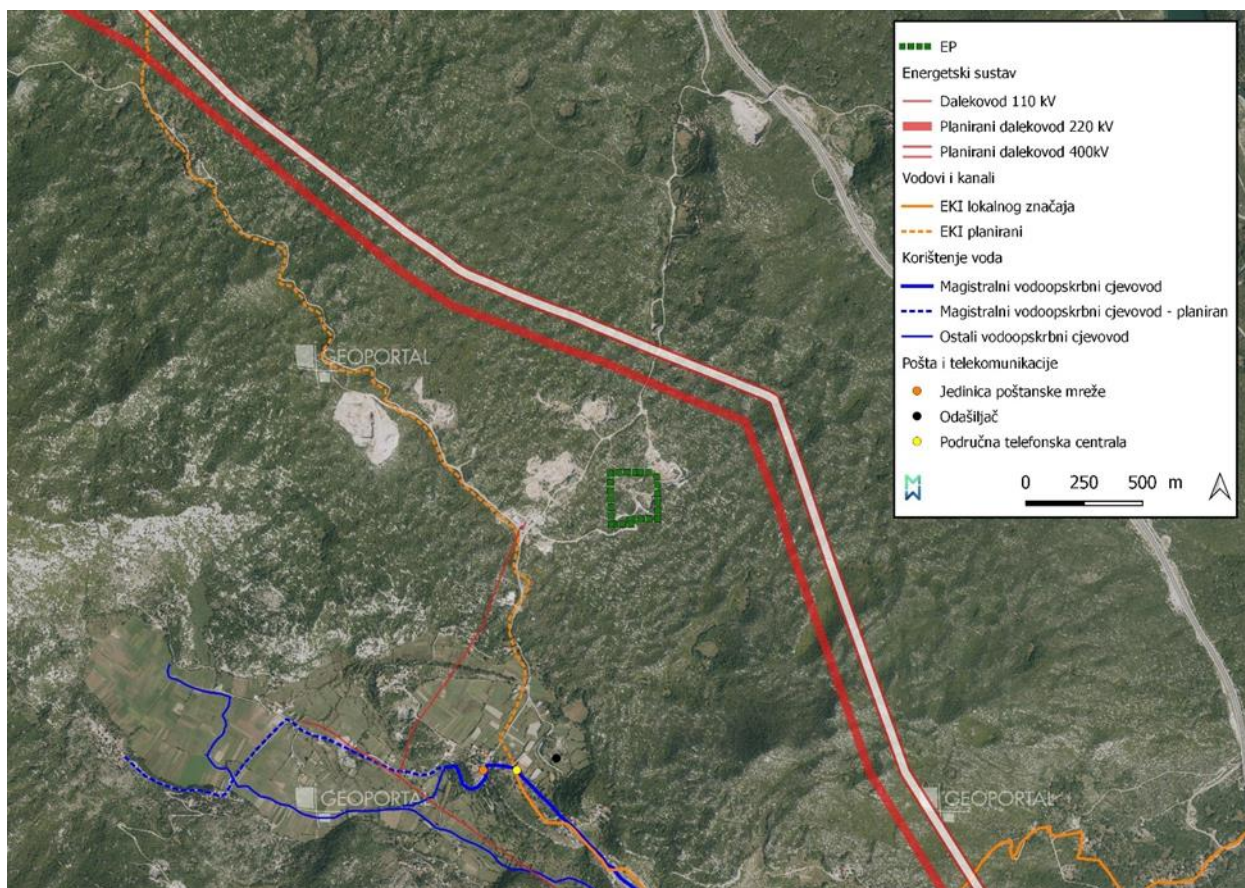 EP
Energetski sustav
Dalekovod 110 kV
Planirani dalekovod 220 kV
Planirani dalekovod 400kV
Vodovi i kanali
EKI lokalnog značaja
EKI planirani
Korištenje voda
Magistralni vodoopskrbni cjevovod
Magistralni vodoopskrbni cjevovod - planiran
Ostali vodoopskrbni cjevovod
Pošta i telekomunikacije
Jedinica poštanske mreže
Odašiljač
Područna telefonska centrala
0 250 500 m
GEOPORTAL
GEOPORTAL
GEOPORTAL